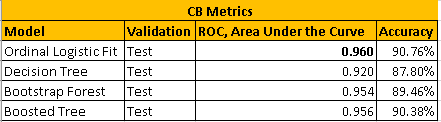 CB Metrics
Model Validation ROC, Area Under the Curve Accuracy
Ordinal Logistic Fit Test 0.960 90.76%
Decision Tree Test 0.920 87.80%
Bootstrap Forest Test 0.954 89.46%
Boosted Tree Test 0.956 90.38%